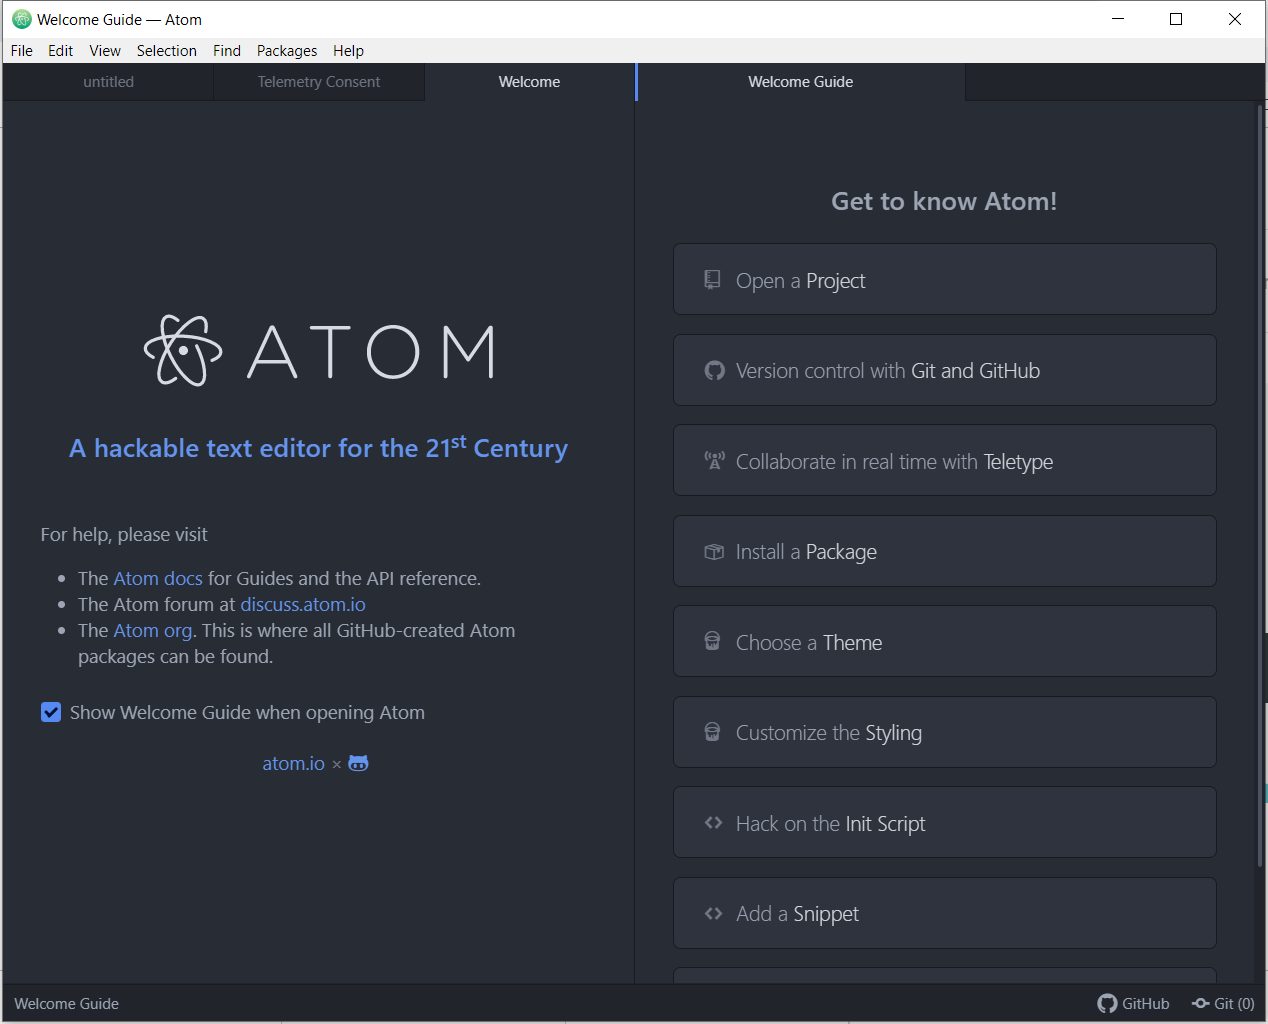 Welcome Guide — Atom
File Edit View Selection Find Packages Help
untitled Telemetry Consent Welcome Welcome Guide
ATOM
A hackable text editor for the 21st Century
For help, please visit
The Atom docs for Guides and the API reference.
The Atom forum at discuss.atom.io
The Atom org. This is where all GitHub-created Atom
packages can be found.
Show Welcome Guide when opening Atom
atom.io ×
Get to know Atom!
Open a Project
Version control with Git and GitHub
Collaborate in real time with Teletype
Install a Package
Choose a Theme
Customize the Styling
Hack on the Init Script
Add a Snippet
Welcome Guide GitHub Git (0)